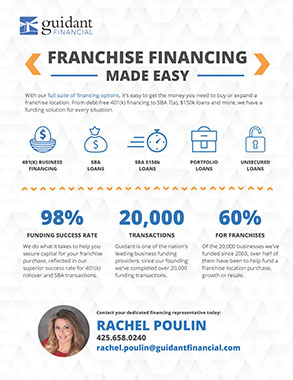 guidant
FINANCIAL
FRANCHISE FINANCING
MADE EASY
With our full suite of financing options, it's easy to get the money you need to buy or expand a
franchise location. From debt-free 401(k) financing to SBA 7(a), $150k loans and more, we have a
funding solution for every situation.
401(K) BUSINESS
FINANCING
SBA
LOANS
SBA $150k
LOANS
PORTFOLIO
LOANS
UNSECURED
LOANS
98%
FUNDING SUCCESS RATE
We do what it takes to help you
secure capital for your franchise
purchase, reflected in our
superior success rate for 401(k)
rollover and SBA transactions.
20,000
TRANSACTIONS
Guidant is one of the nation's
leading business funding
providers; since our founding
we've completed over 20,000
funding transactions.
60%
FOR FRANCHISES
Of the 20,000 businesses we've
funded since 2003, over half of
them have been to help fund a
franchise location purchase,
growth or resale.
Contact your dedicated financing representative today:
RACHEL POULIN
425.658.0240
rachel.poulin@guidantfinancial.com